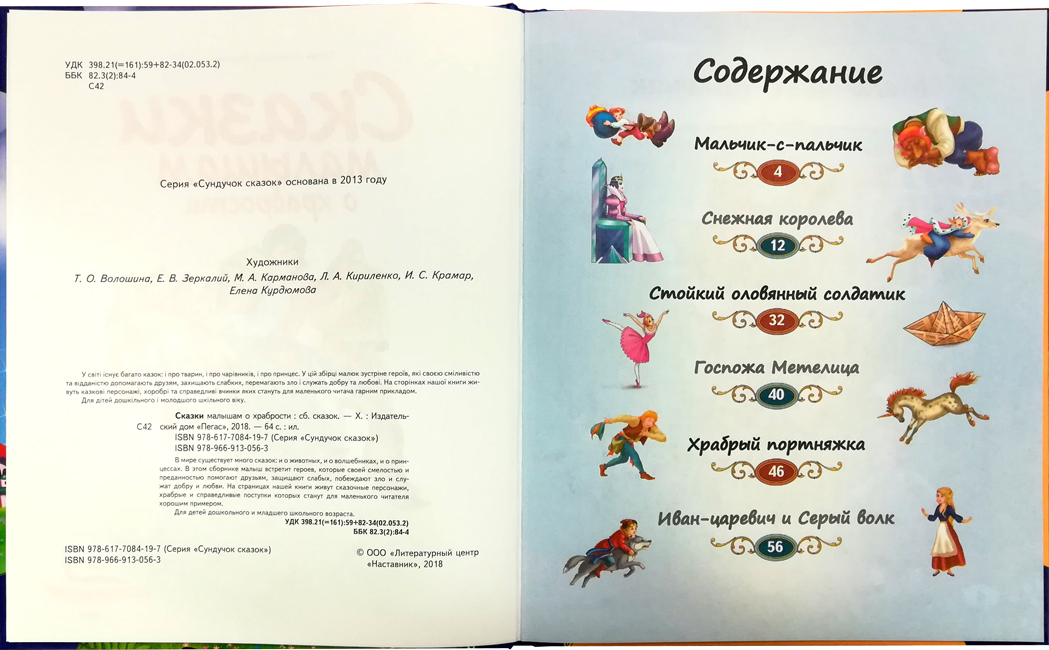 УДК 398.21(=161):59+82-34(02.053.2)
ББК 82.3(2):84-4
С42
Серия «Сундучок сказок» основана в 2013 году
Художники
Т. О. Волошина, Е. В. Зеркалий, М. А. Карманова, Л. А. Кириленко, И. С. Крамар,
Елена Курдюмова
У світі існує багато казок: і про тварин, і про чарівників, і про принцес. У цій збірці малюк зустріне героїв, які своєю сміливістю
та відданістю допомагають друзям, захищають слабких, перемагають зло і служать добру та любові. На сторінках нашої книги жи-
вуть казкові персонажі, хоробрі та справедливі вчинки яких стануть для маленького читача гарним прикладом.
Для дітей дошкільного і молодшого шкільного віку.
Сказки малышам о храбрости : сб. сказок. — Х. : Издатель-
С42 ский дом «Пегас», 2018. — 64 с. : ил.
ISBN 978-617-7084-19-7 (Серия «Сундучок сказок»)
ISBN 978-966-913-056-3
В мире существует много сказок: и о животных, и о волшебниках, и о прин-
цессах. В этом сборнике малыш встретит героев, которые своей смелостью и
преданностью помогают друзьям, защищают слабых, побеждают зло и слу-
жат добру и любви. На страницах нашей книги живут сказочные персонажи,
храбрые и справедливые поступки которых станут для маленького читателя
хорошим примером.
Для детей дошкольного и младшего школьного возраста.
УДК 398.21(=161):59+82-34(02.053.2)
ББК 82.3(2):84-4
ISBN 978-617-7084-19-7 (Серия «Сундучок сказок»)
ISBN 978-966-913-056-3
© ООО «Литературный центр
«Наставник», 2018
Содержание
Мальчик-с-пальчик
4
Снежная королева
12
Стойкий оловянный солдатик
32
Госпожа Метелица
40
Храбрый портняжка
46
Иван-царевич и Серый волк
56